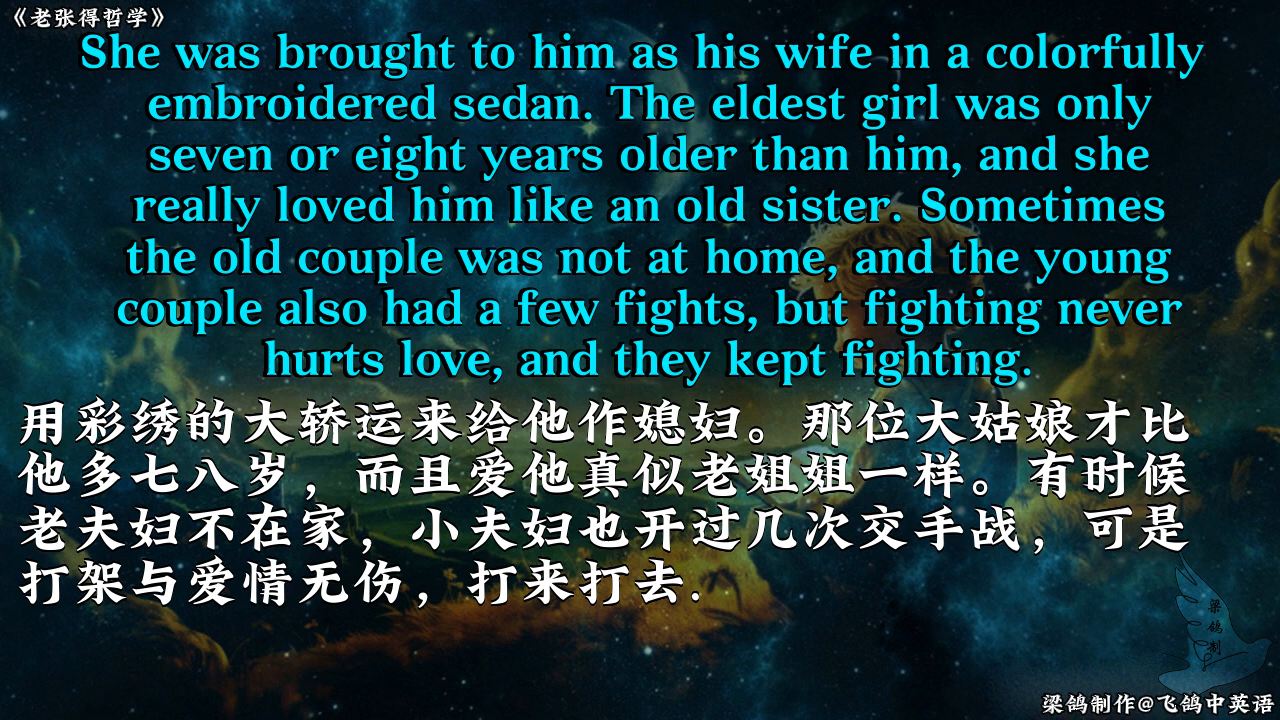 《老张得哲学》
She was brought to him as his wife in a colorfully
embroidered sedan. The eldest girl was only
seven or eight years older than him, and she
really loved him like an old sister. Sometimes
the old couple was not at home, and the young
couple also had a few fights, but fighting never
hurts love, and they kept fighting.
用彩绣的大轿运来给他作媳妇。那位大姑娘才比
他多七八岁，而且爱他真似老姐姐一样。有时候
老夫妇不在家，小夫妇也开过几次交手战，可是
打架与爱情无伤，打来打去.
梁
鸽
制
梁鸽制作@飞鸽中英语